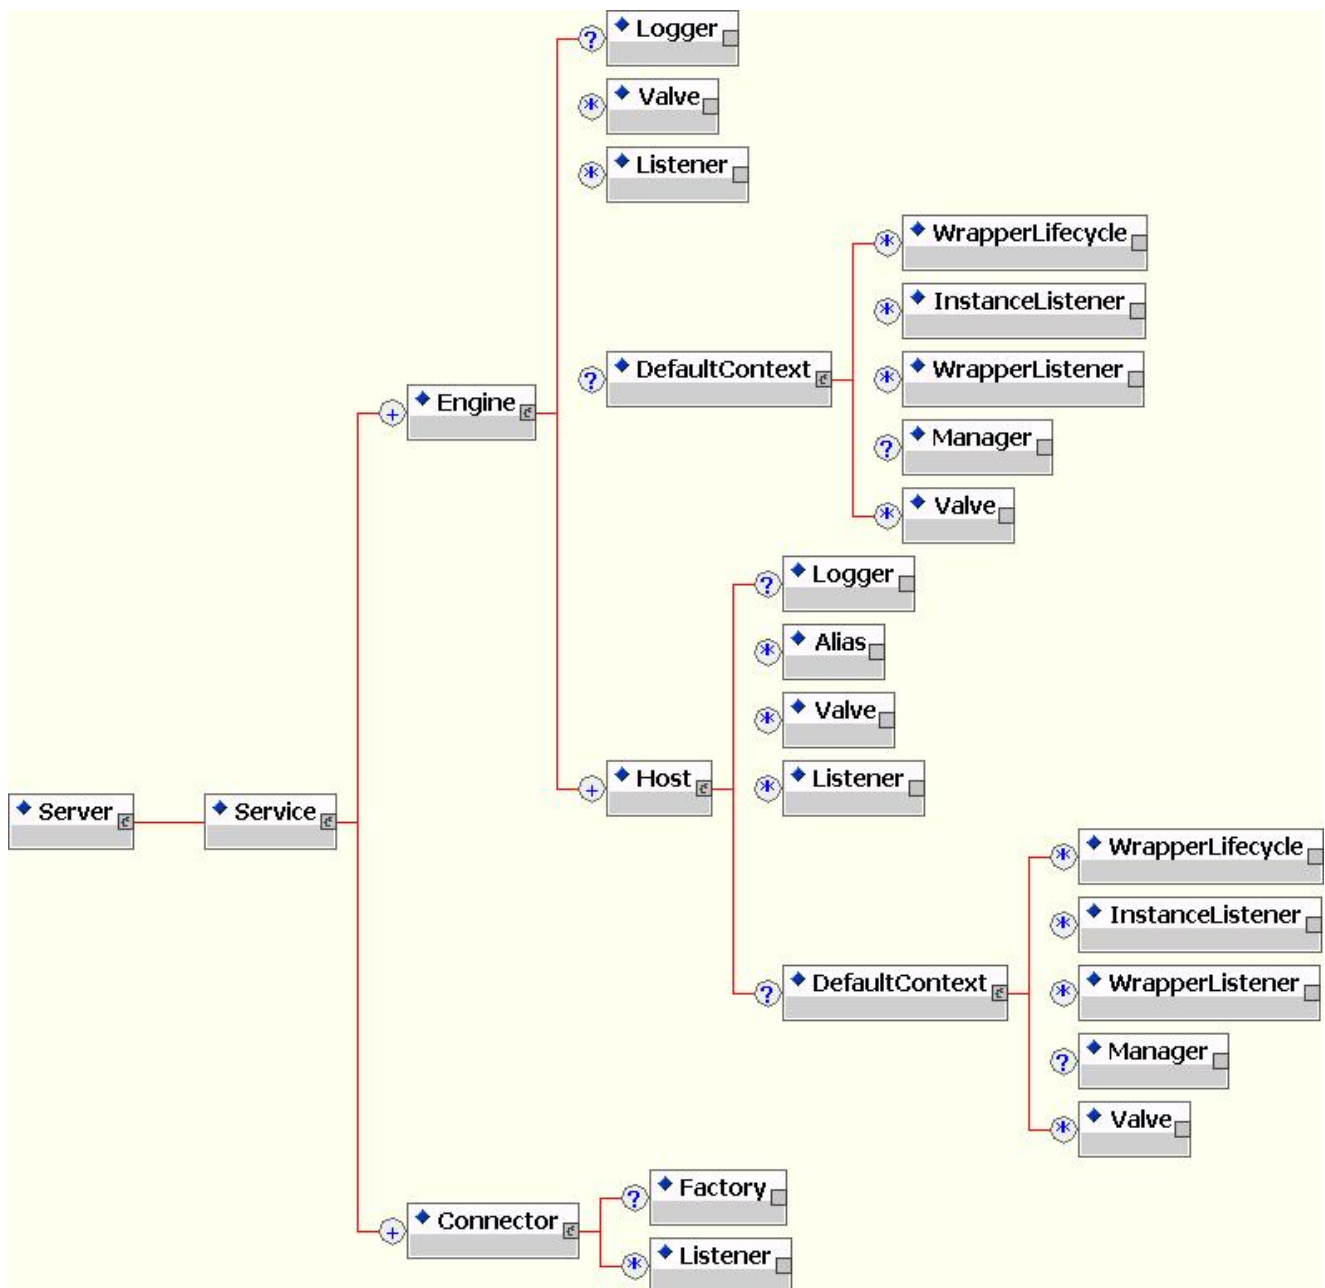 ? Logger
* Valve
* Listener
* WrapperLifecycle
* InstanceListener
? DefaultContext
* WrapperListener
+ Engine
? Manager
* Valve
? Logger
* Alias
* Valve
+ Host
* Listener
Server
Service
* WrapperLifecycle
* InstanceListener
? DefaultContext
* WrapperListener
? Manager
* Valve
? Factory
+ Connector
* Listener